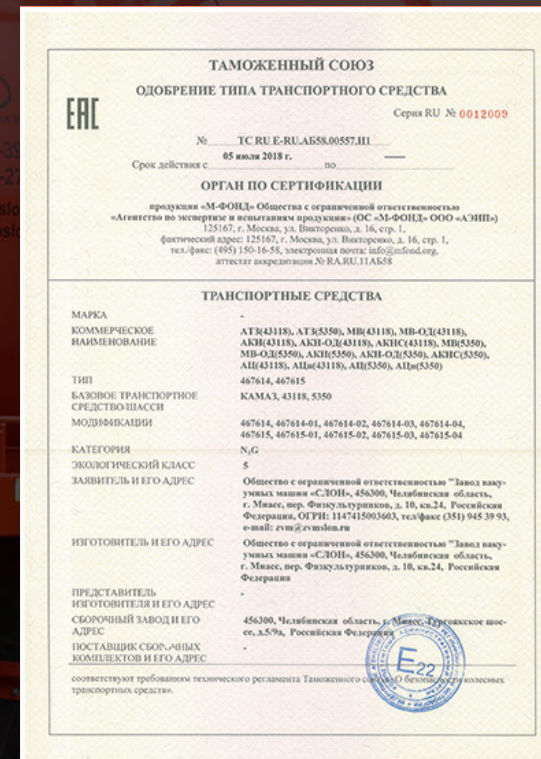 ТАМОЖЕННЫЙ СОЮЗ
ОДОБРЕНИЕ ТИПА ТРАНСПОРТНОГО СРЕДСТВА
ЕАС
Серия RU № 0012009
№ ТС RU Е-RU.АБ58.00557.П1
Срок действия с 05 июля 2018 г. по —
ОРГАН ПО СЕРТИФИКАЦИИ
продукции «М-ФОНД» Общества с ограниченной ответственностью
«Агентство по экспертизе и испытаниям продукции» (ОС «М-ФОНД» ООО «АЭИП»)
125167, г. Москва, ул. Викторенко, д. 16, стр. 1,
фактический адрес: 125167, г. Москва, ул. Викторенко, д. 16, стр. 1,
тел./факс: (495) 150-16-58, электронная почта: info@mfond.org,
аттестат аккредитации № RA.RU.11АБ58
ТРАНСПОРТНЫЕ СРЕДСТВА
МАРКА -
КОММЕРЧЕСКОЕ АТЗ(43118), АТЗ(5350), МВ(43118), МВ-ОД(43118),
НАИМЕНОВАНИЕ АКН(43118), АКН-ОД(43118), АКНС(43118), МВ(5350),
МВ-ОД(5350), АКН(5350), АКН-ОД(5350), АКНС(5350),
АЦ(43118), АЦн(43118), АЦ(5350), АЦн(5350)
ТИП 467614, 467615
БАЗОВОЕ ТРАНСПОРТНОЕ КАМАЗ, 43118, 5350
СРЕДСТВО/ШАССИ
МОДИФИКАЦИИ 467614, 467614-01, 467614-02, 467614-03, 467614-04,
467615, 467615-01, 467615-02, 467615-03, 467615-04
КАТЕГОРИЯ N₃G
ЭКОЛОГИЧЕСКИЙ КЛАСС 5
ЗАЯВИТЕЛЬ И ЕГО АДРЕС Общество с ограниченной ответственностью "Завод ваку-
умных машин «СЛОН», 456300, Челябинская область,
г. Миасс, пер. Физкультурников, д. 10, кв.24, Российская
Федерация, ОГРН: 1147415003603, тел/факс (351) 945 39 93,
e-mail: zvm@zvmslon.ru
ИЗГОТОВИТЕЛЬ И ЕГО АДРЕС Общество с ограниченной ответственностью "Завод ваку-
умных машин «СЛОН», 456300, Челябинская область,
г. Миасс, пер. Физкультурников, д. 10, кв.24, Российская
Федерация
ПРЕДСТАВИТЕЛЬ -
ИЗГОТОВИТЕЛЯ И ЕГО АДРЕС
СБОРОЧНЫЙ ЗАВОД И ЕГО 456300, Челябинская область, г. Миасс, Тургоякское шос-
АДРЕС се, д.5/9а, Российская Федерация
ПОСТАВЩИК СБОРОЧНЫХ -
КОМПЛЕКТОВ И ЕГО АДРЕС
E22
соответствуют требованиям технического регламента Таможенного союза «О безопасности колесных
транспортных средств».